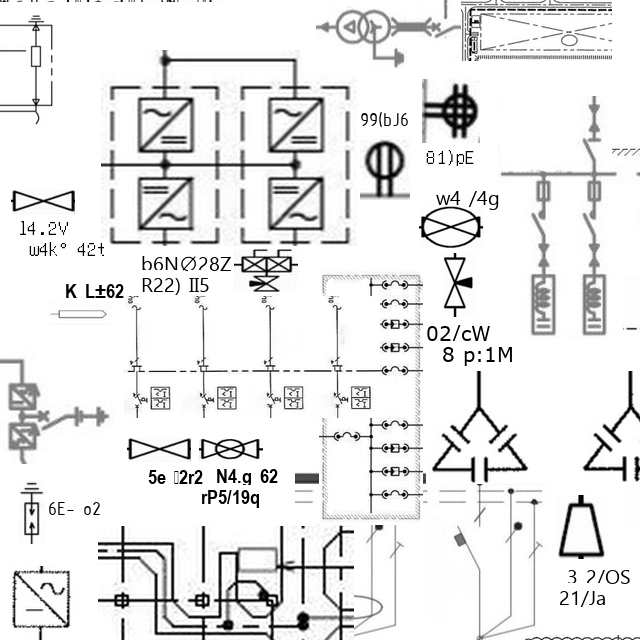 99(bJ6
81)pE
w4 /4g
14.2V
w4k° 42t
b6NØ28Z
R22) II5
K L±62
02/cW
8 p:1M
5e 2r2 N4.g 62
rP5/19q
6E- o2
3 2/OS
21/Ja